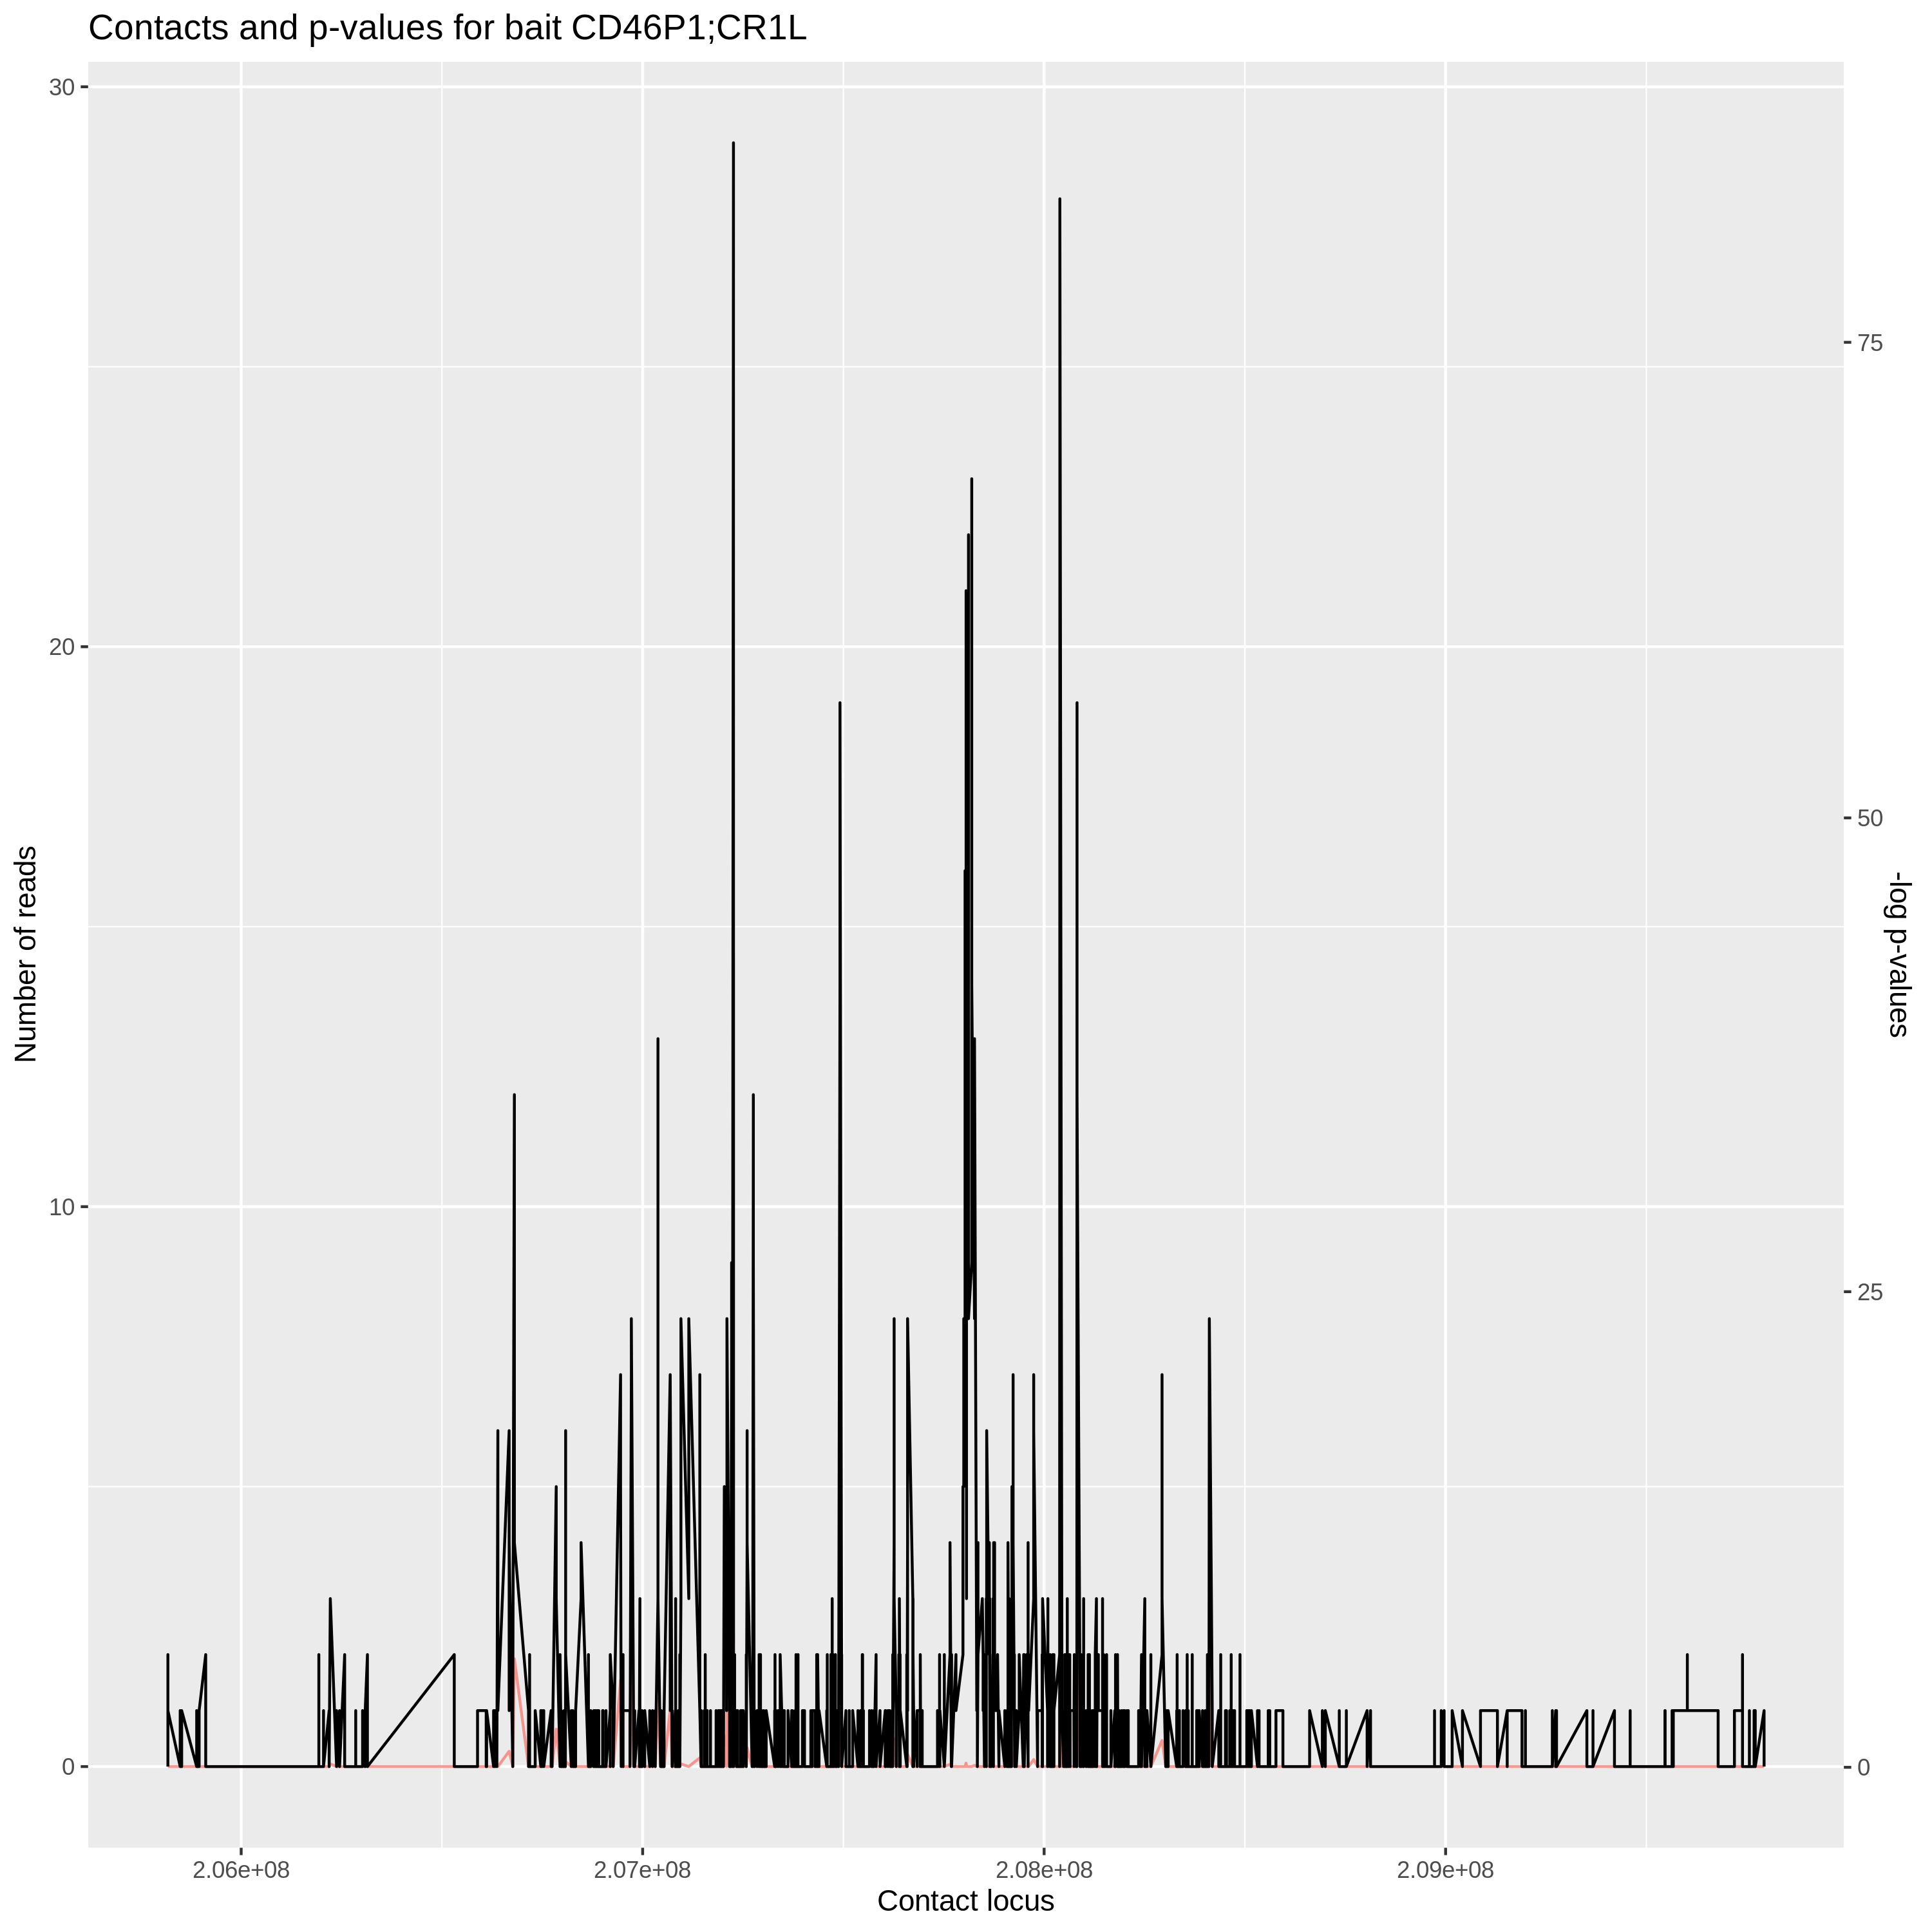 Contacts and p-values for bait CD46P1;CR1L
30
20
10
0
Number of reads
75
50
25
0
-log p-values
2.06e+08
2.07e+08
2.08e+08
2.09e+08
Contact locus